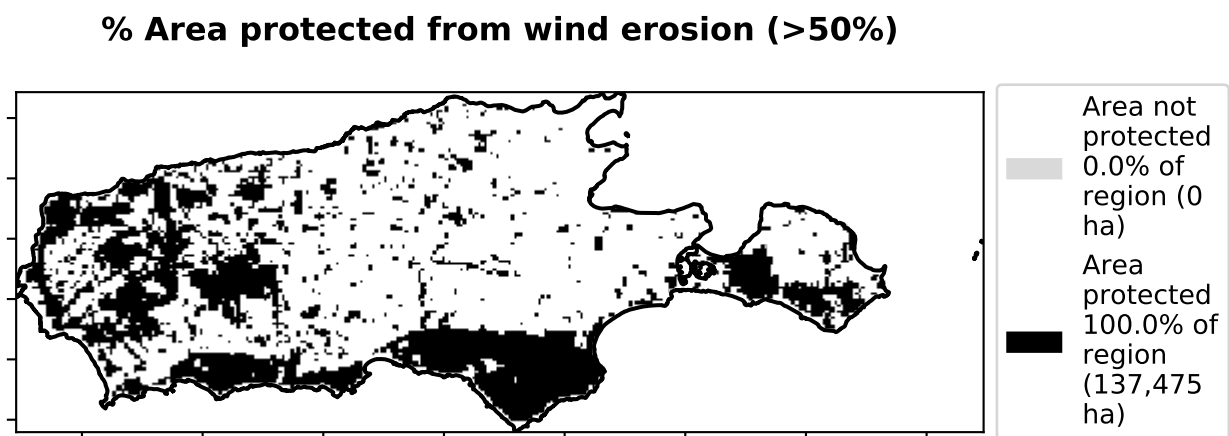 % Area protected from wind erosion (>50%)
Area not
protected
0.0% of
region (0
ha)
Area
protected
100.0% of
region
(137,475
ha)